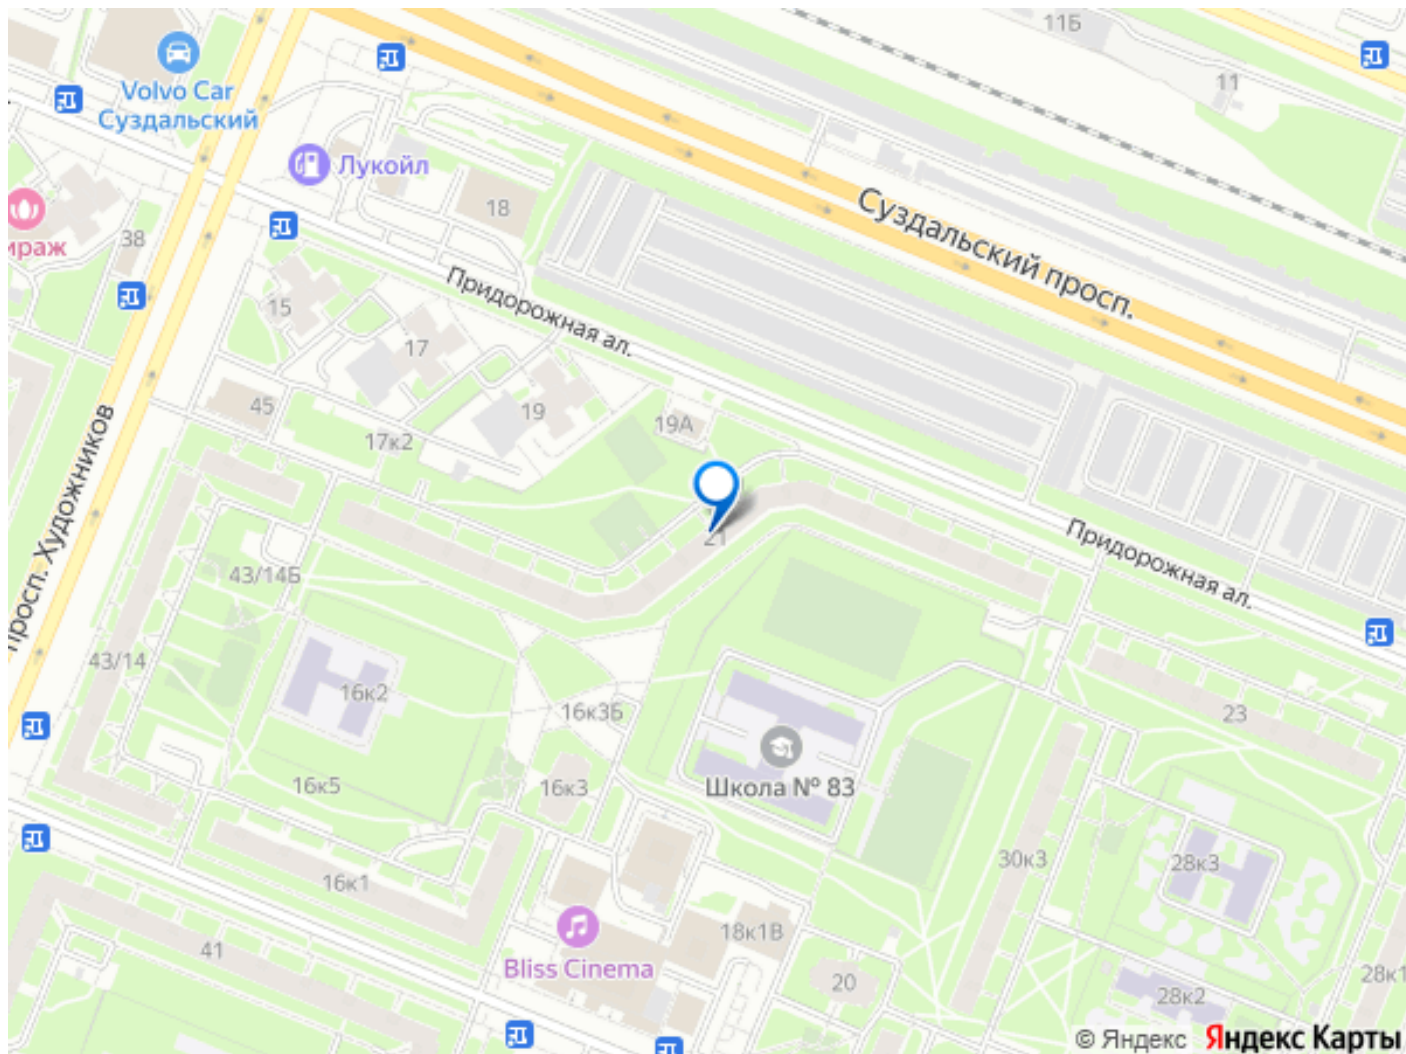 11Б
11
Volvo Car
Суздальский
Лукойл
18
Суздальский просп.
38
ираж
Придорожная ал.
15
17
19
45
19А
17к2
просп. Художников
21
Придорожная ал.
43/14Б
43/14
16к2
16к3Б
23
Школа № 83
16к5
16к3
30к3
28к3
16к1
18к1В
41
Bliss Cinema
20
28к1
28к2
© Яндекс Яндекс Карты